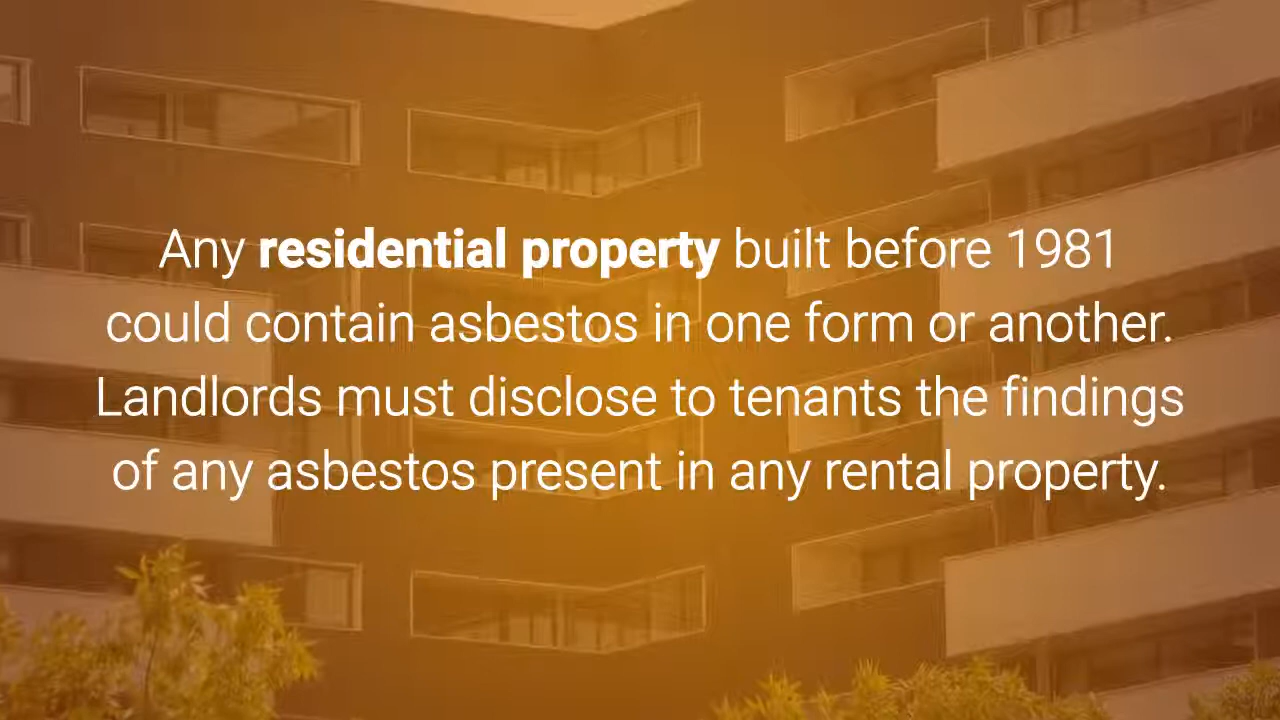 Any residential property built before 1981
could contain asbestos in one form or another.
Landlords must disclose to tenants the findings
of any asbestos present in any rental property.